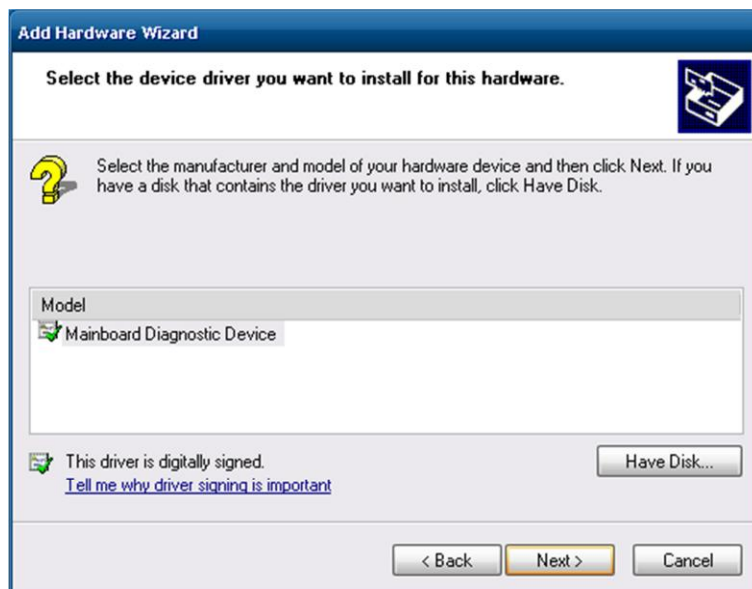 Add Hardware Wizard
Select the device driver you want to install for this hardware.
Select the manufacturer and model of your hardware device and then click Next. If you
have a disk that contains the driver you want to install, click Have Disk.
Model
Mainboard Diagnostic Device
This driver is digitally signed.
Have Disk...
Tell me why driver signing is important
< Back
Next >
Cancel